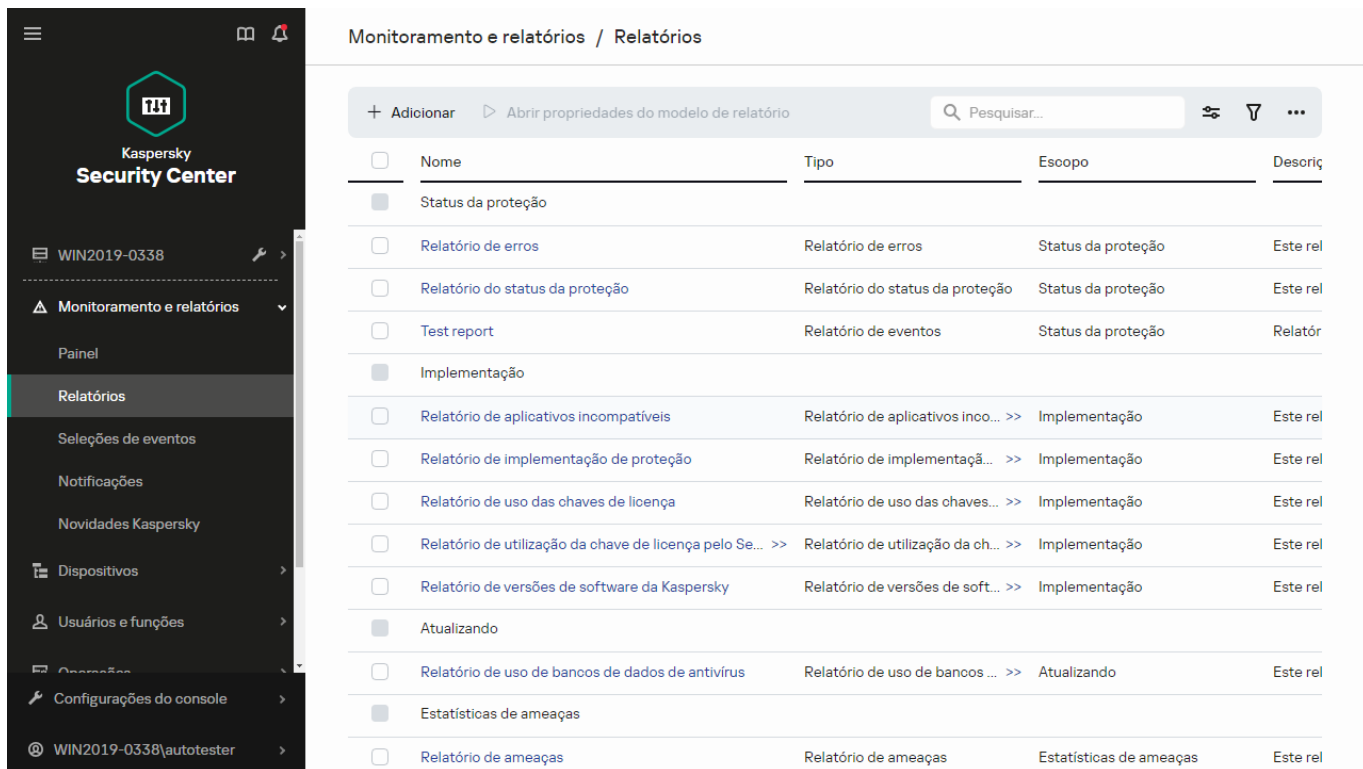 Kaspersky
Security Center
WIN2019-0338
Monitoramento e relatórios
Painel
Relatórios
Seleções de eventos
Notificações
Novidades Kaspersky
Dispositivos
Usuários e funções
Operações
Configurações do console
WIN2019-0338\autotester
Monitoramento e relatórios / Relatórios
+ Adicionar Abrir propriedades do modelo de relatório Pesquisar...
Nome Tipo Escopo Descriç
Status da proteção
Relatório de erros Relatório de erros Status da proteção Este rel
Relatório do status da proteção Relatório do status da proteção Status da proteção Este rel
Test report Relatório de eventos Status da proteção Relatór
Implementação
Relatório de aplicativos incompatíveis Relatório de aplicativos inco... >> Implementação Este rel
Relatório de implementação de proteção Relatório de implementaçã... >> Implementação Este rel
Relatório de uso das chaves de licença Relatório de uso das chaves... >> Implementação Este rel
Relatório de utilização da chave de licença pelo Se... >> Relatório de utilização da ch... >> Implementação Este rel
Relatório de versões de software da Kaspersky Relatório de versões de soft... >> Implementação Este rel
Atualizando
Relatório de uso de bancos de dados de antivírus Relatório de uso de bancos ... >> Atualizando Este rel
Estatísticas de ameaças
Relatório de ameaças Relatório de ameaças Estatísticas de ameaças Este rel